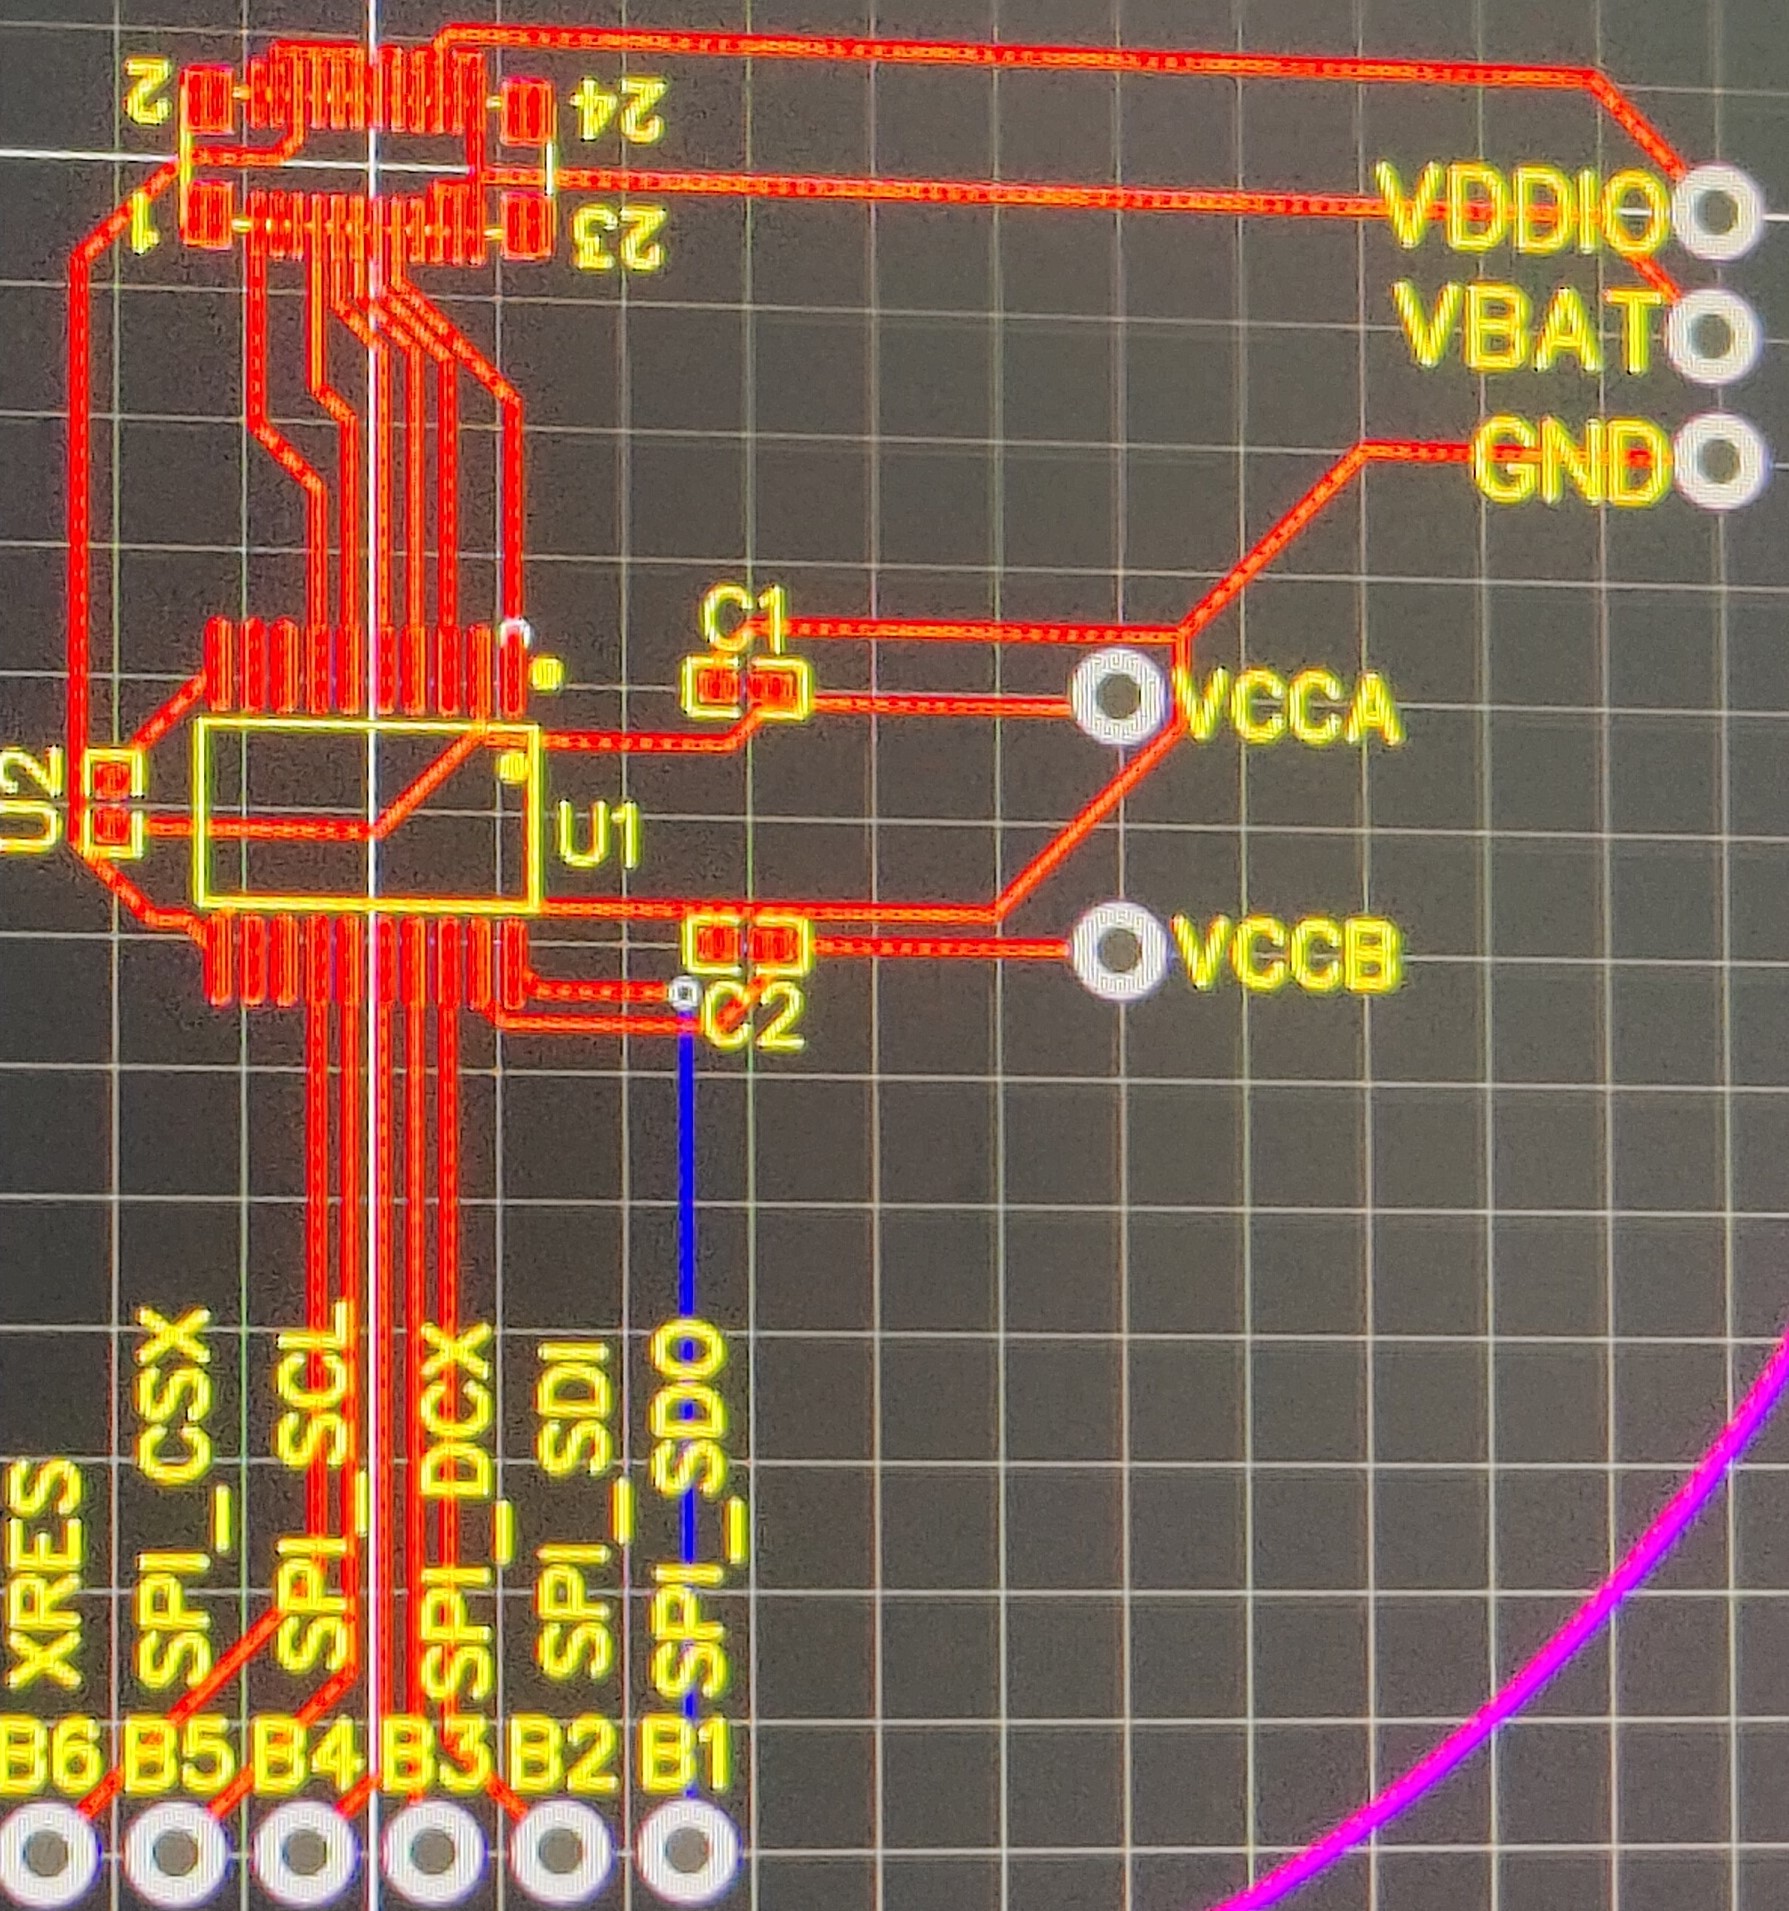 2
24
VDDIO
1
23
VBAT
GND
C1
VCCA
U2
U1
VCCB
C2
XRES
SPI_CSX
SPI_SCL
SPI_DCX
SPI_SDI
SPI_SDO
B6
B5
B4
B3
B2
B1